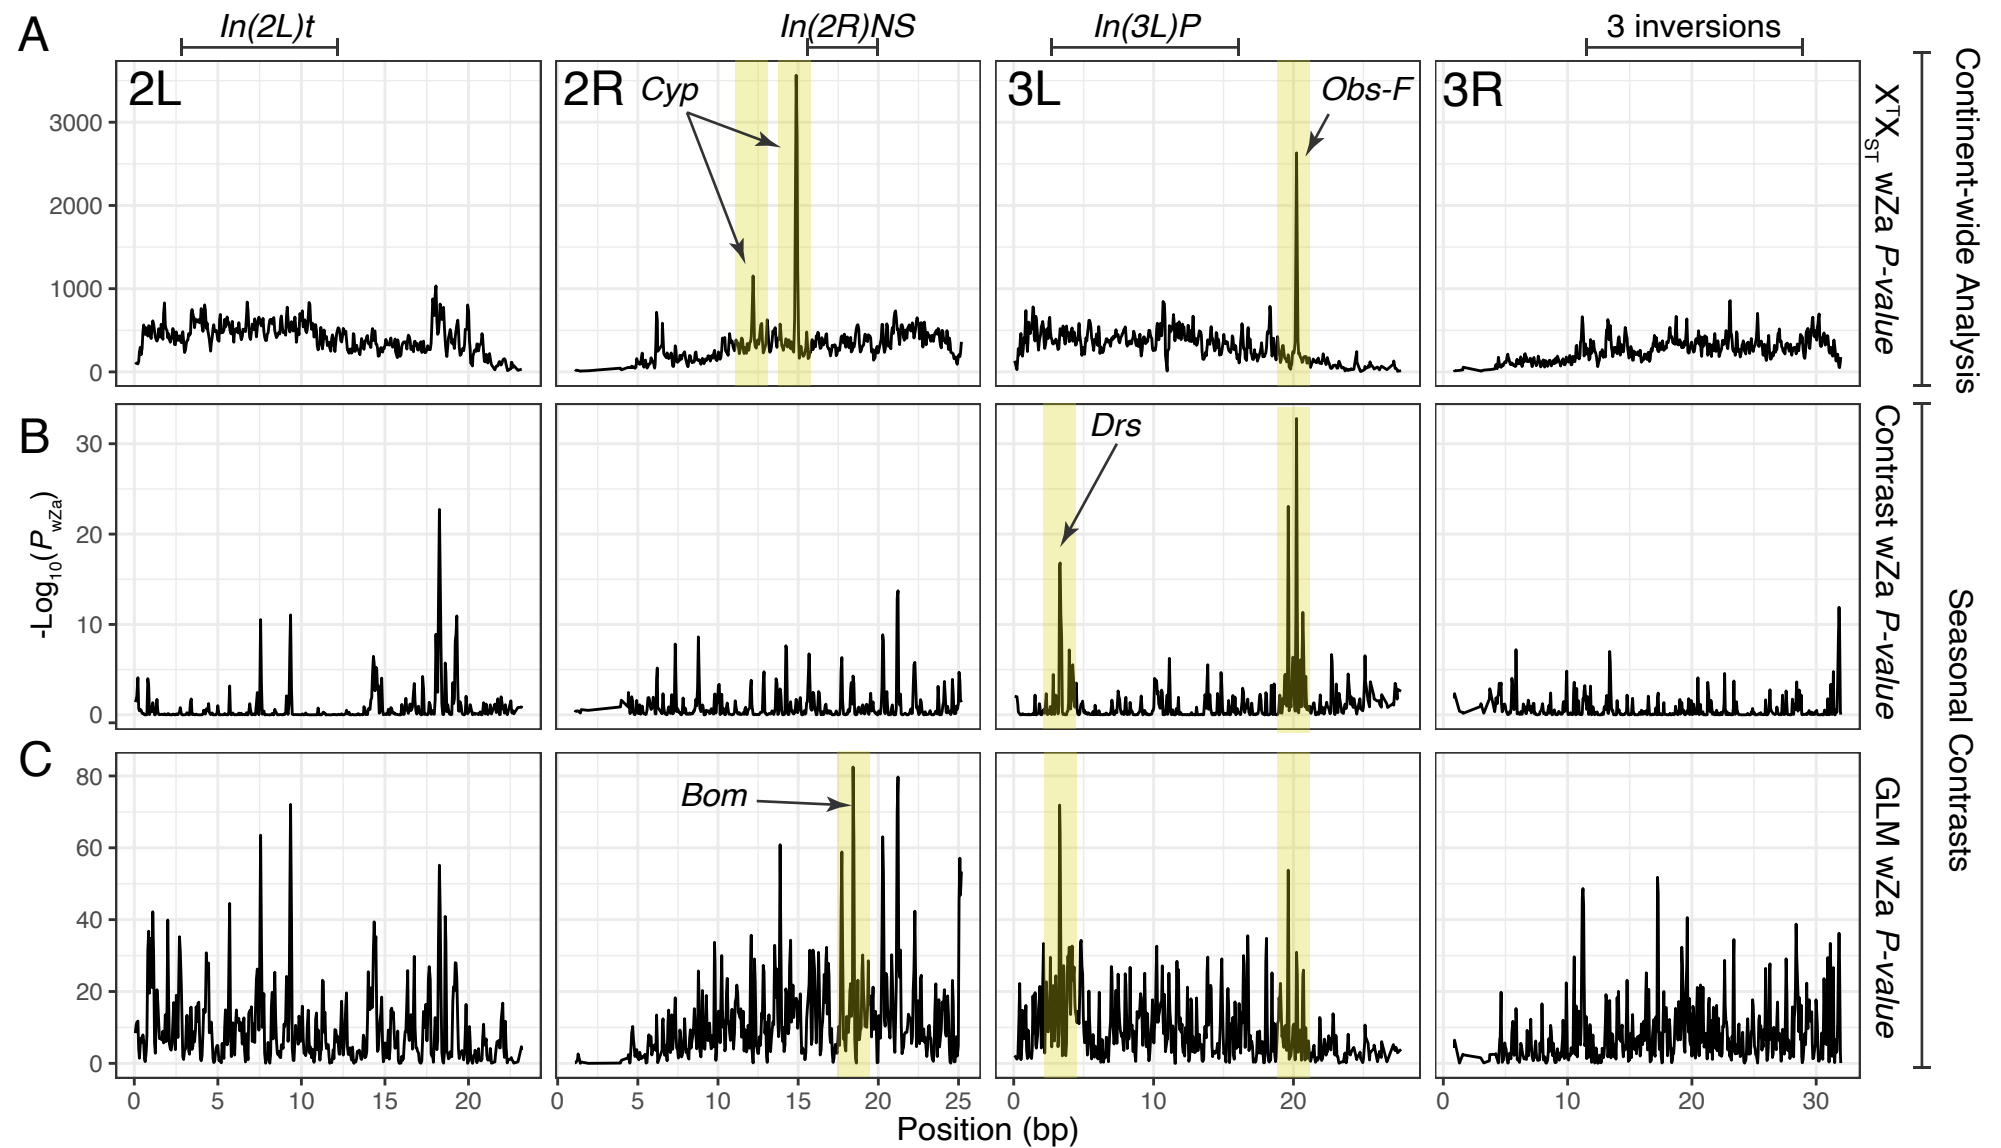 A
In(2L)t
In(2R)NS
In(3L)P
3 inversions
2L
2R
Cyp
3L
Obs-F
3R
3000
2000
1000
0
XᵀX_ST wZa P-value
Continent-wide Analysis
B
Drs
30
20
10
0
-Log₁₀(P_wZa)
Contrast wZa P-value
Seasonal Contrasts
C
Bom
80
60
40
20
0
GLM wZa P-value
0 5 10 15 20
0 5 10 15 20 25
0 10 20
0 10 20 30
Position (bp)